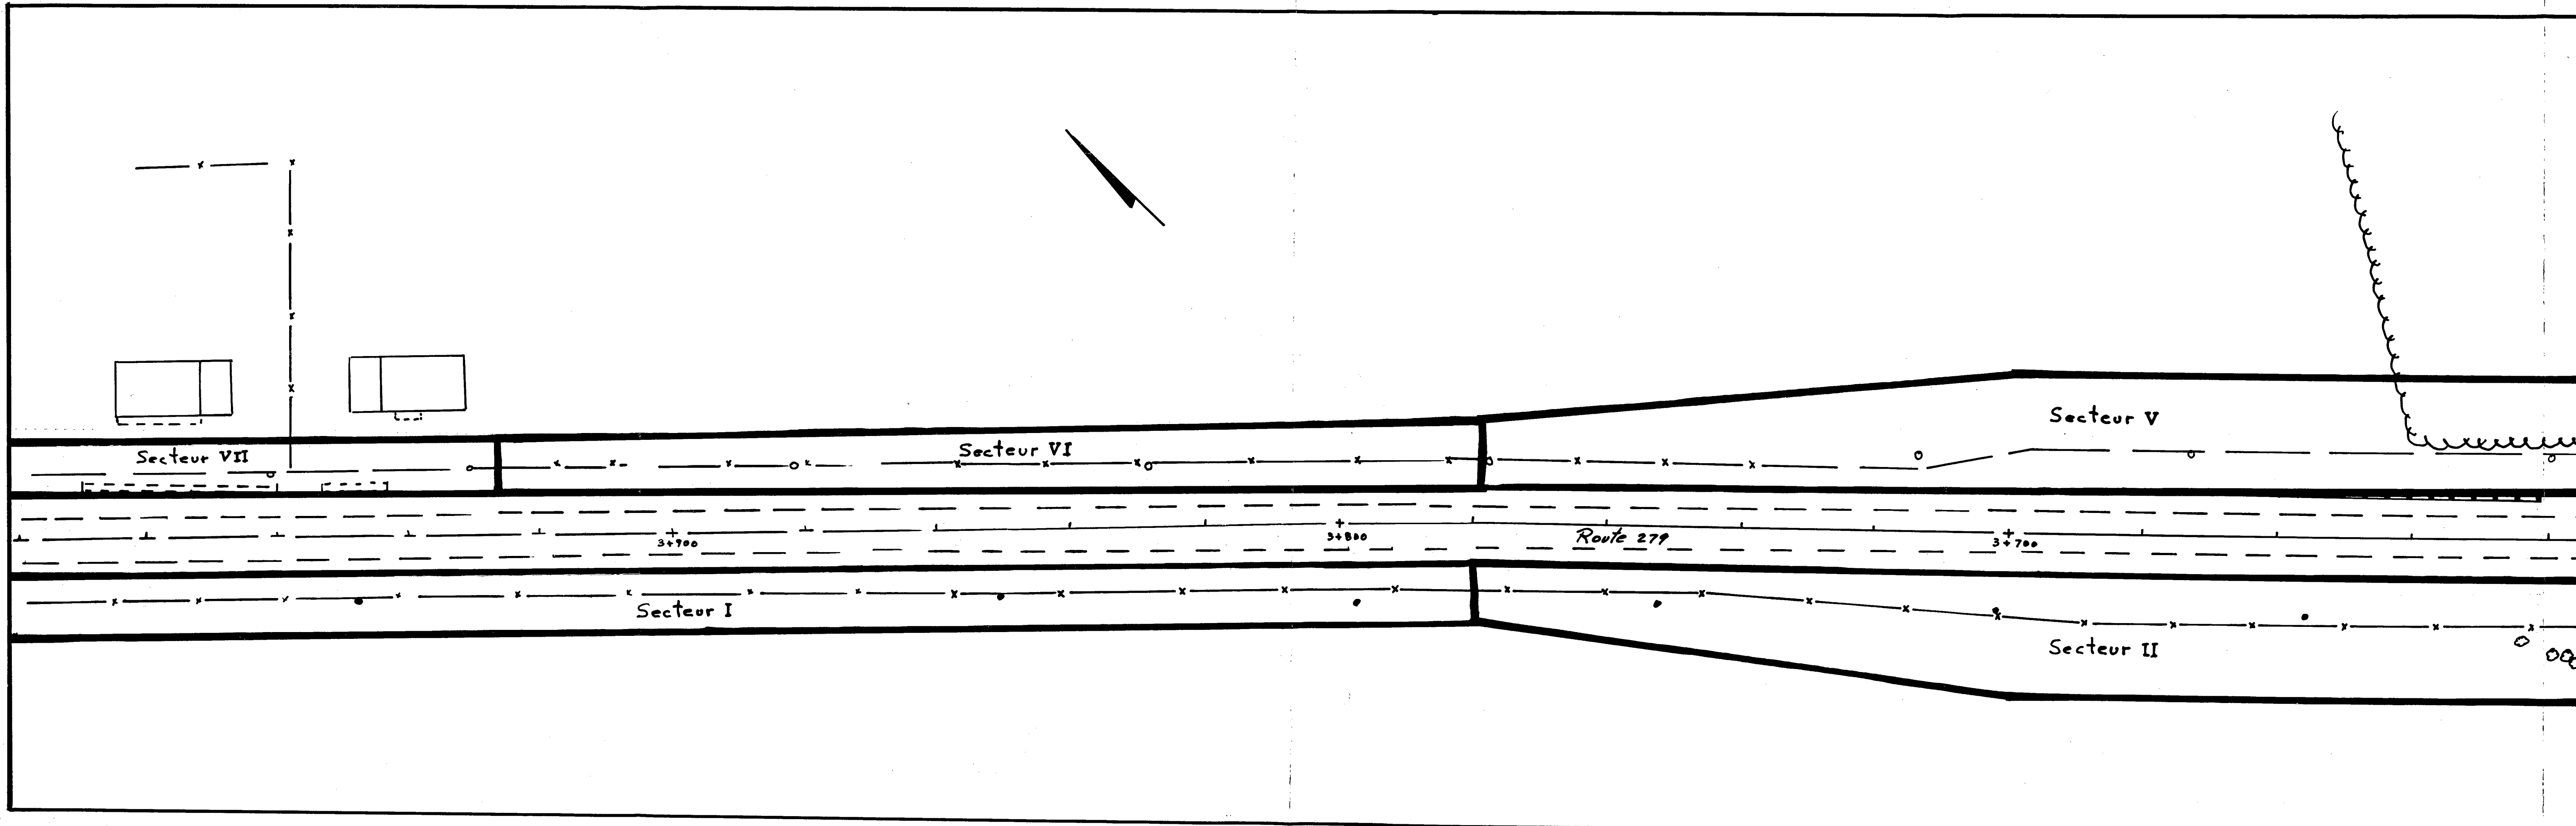 Secteur V
Secteur VI
Secteur VII
3+900
3+800
Route 279
3+700
Secteur I
Secteur II